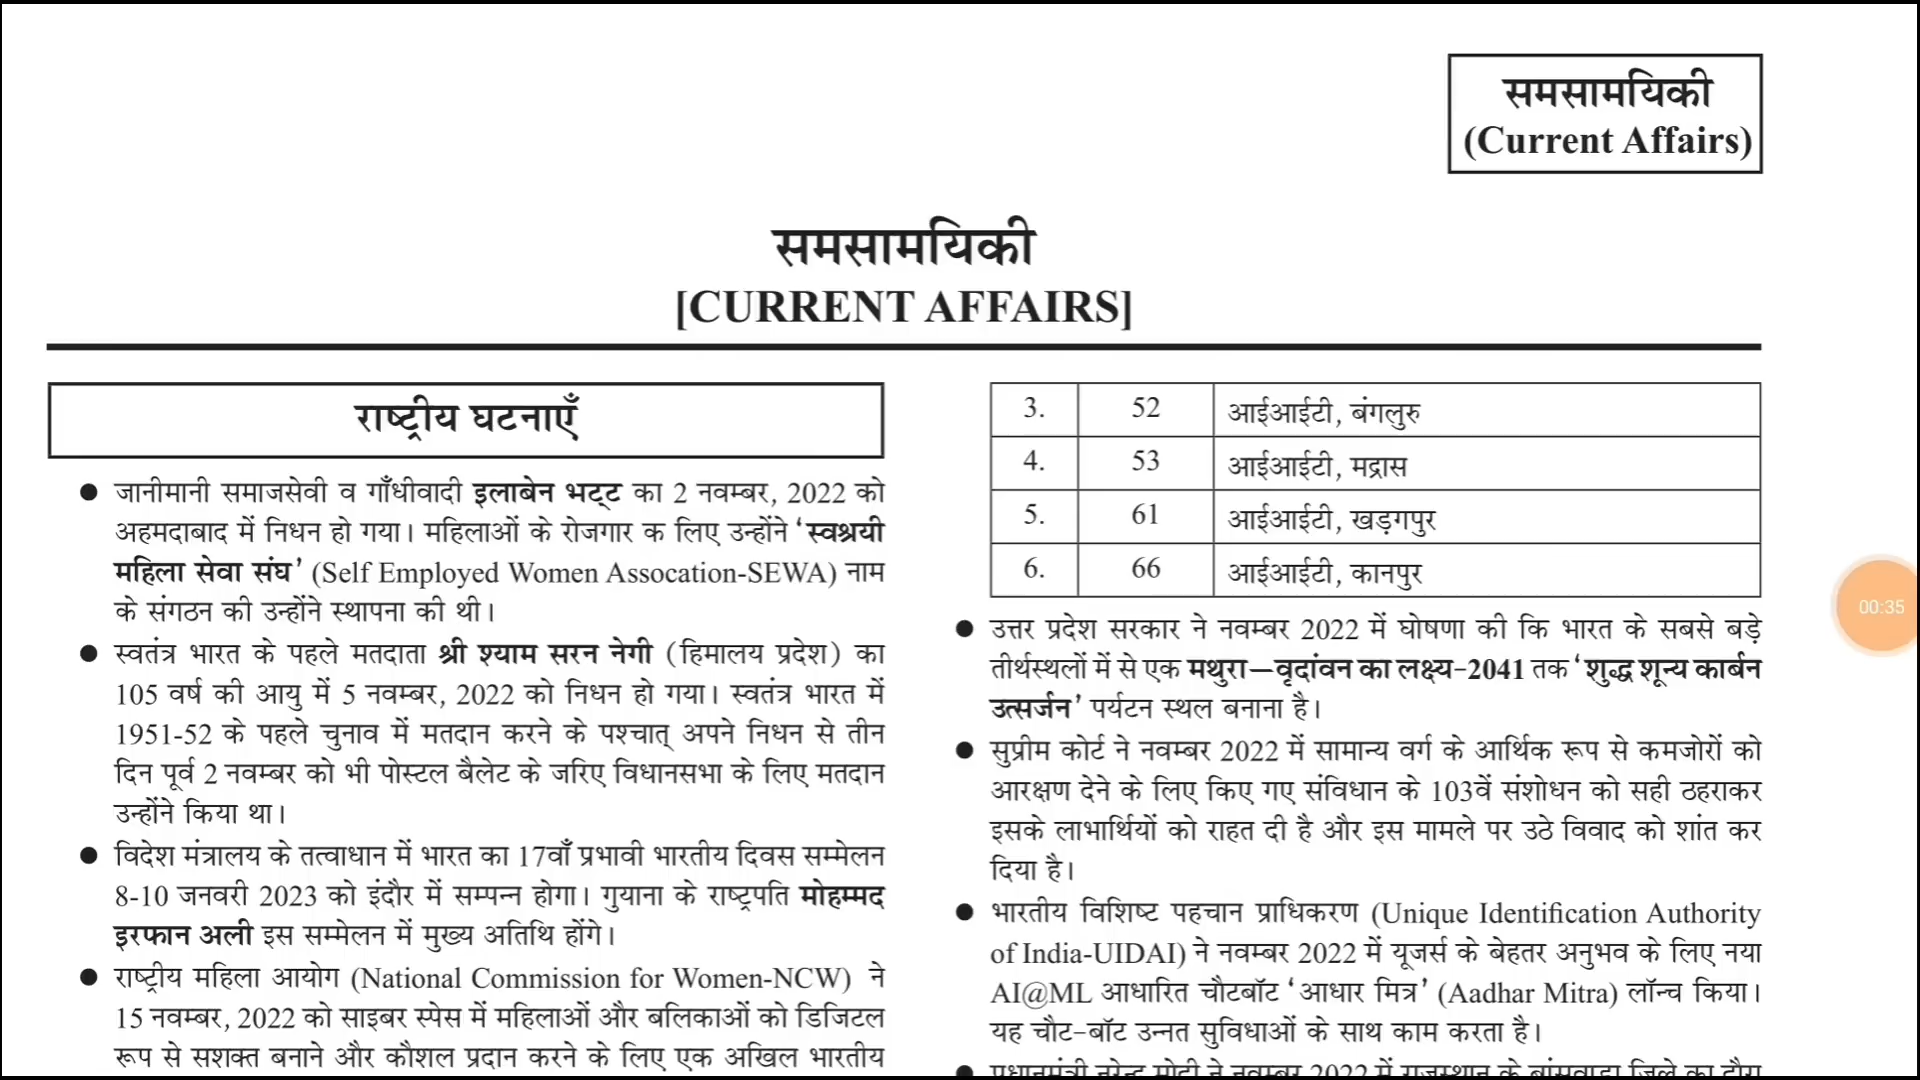 समसामयिकी
(Current Affairs)
समसामयिकी
[CURRENT AFFAIRS]
राष्ट्रीय घटनाएँ
● जानीमानी समाजसेवी व गाँधीवादी इलाबेन भट्ट का 2 नवम्बर, 2022 को
अहमदाबाद में निधन हो गया। महिलाओं के रोजगार क लिए उन्होंने ‘स्वश्रयी
महिला सेवा संघ’ (Self Employed Women Assocation-SEWA) नाम
के संगठन की उन्होंने स्थापना की थी।
● स्वतंत्र भारत के पहले मतदाता श्री श्याम सरन नेगी (हिमालय प्रदेश) का
105 वर्ष की आयु में 5 नवम्बर, 2022 को निधन हो गया। स्वतंत्र भारत में
1951-52 के पहले चुनाव में मतदान करने के पश्चात् अपने निधन से तीन
दिन पूर्व 2 नवम्बर को भी पोस्टल बैलेट के जरिए विधानसभा के लिए मतदान
उन्होंने किया था।
● विदेश मंत्रालय के तत्वाधान में भारत का 17वाँ प्रभावी भारतीय दिवस सम्मेलन
8-10 जनवरी 2023 को इंदौर में सम्पन्न होगा। गुयाना के राष्ट्रपति मोहम्मद
इरफान अली इस सम्मेलन में मुख्य अतिथि होंगे।
● राष्ट्रीय महिला आयोग (National Commission for Women-NCW) ने
15 नवम्बर, 2022 को साइबर स्पेस में महिलाओं और बलिकाओं को डिजिटल
रूप से सशक्त बनाने और कौशल प्रदान करने के लिए एक अखिल भारतीय
3. 52 आईआईटी, बंगलुरु
4. 53 आईआईटी, मद्रास
5. 61 आईआईटी, खड़गपुर
6. 66 आईआईटी, कानपुर
● उत्तर प्रदेश सरकार ने नवम्बर 2022 में घोषणा की कि भारत के सबसे बड़े
तीर्थस्थलों में से एक मथुरा—वृदांवन का लक्ष्य-2041 तक ‘शुद्ध शून्य कार्बन
उत्सर्जन’ पर्यटन स्थल बनाना है।
● सुप्रीम कोर्ट ने नवम्बर 2022 में सामान्य वर्ग के आर्थिक रूप से कमजोरों को
आरक्षण देने के लिए किए गए संविधान के 103वें संशोधन को सही ठहराकर
इसके लाभार्थियों को राहत दी है और इस मामले पर उठे विवाद को शांत कर
दिया है।
● भारतीय विशिष्ट पहचान प्राधिकरण (Unique Identification Authority
of India-UIDAI) ने नवम्बर 2022 में यूजर्स के बेहतर अनुभव के लिए नया
AI@ML आधारित चौटबॉट ‘आधार मित्र’ (Aadhar Mitra) लॉन्च किया।
यह चौट-बॉट उन्नत सुविधाओं के साथ काम करता है।
● प्रधानमंत्री नरेन्द्र मोदी ने नवम्बर 2022 में राजस्थान के बांसवाड़ा जिले का दौरा
00:35